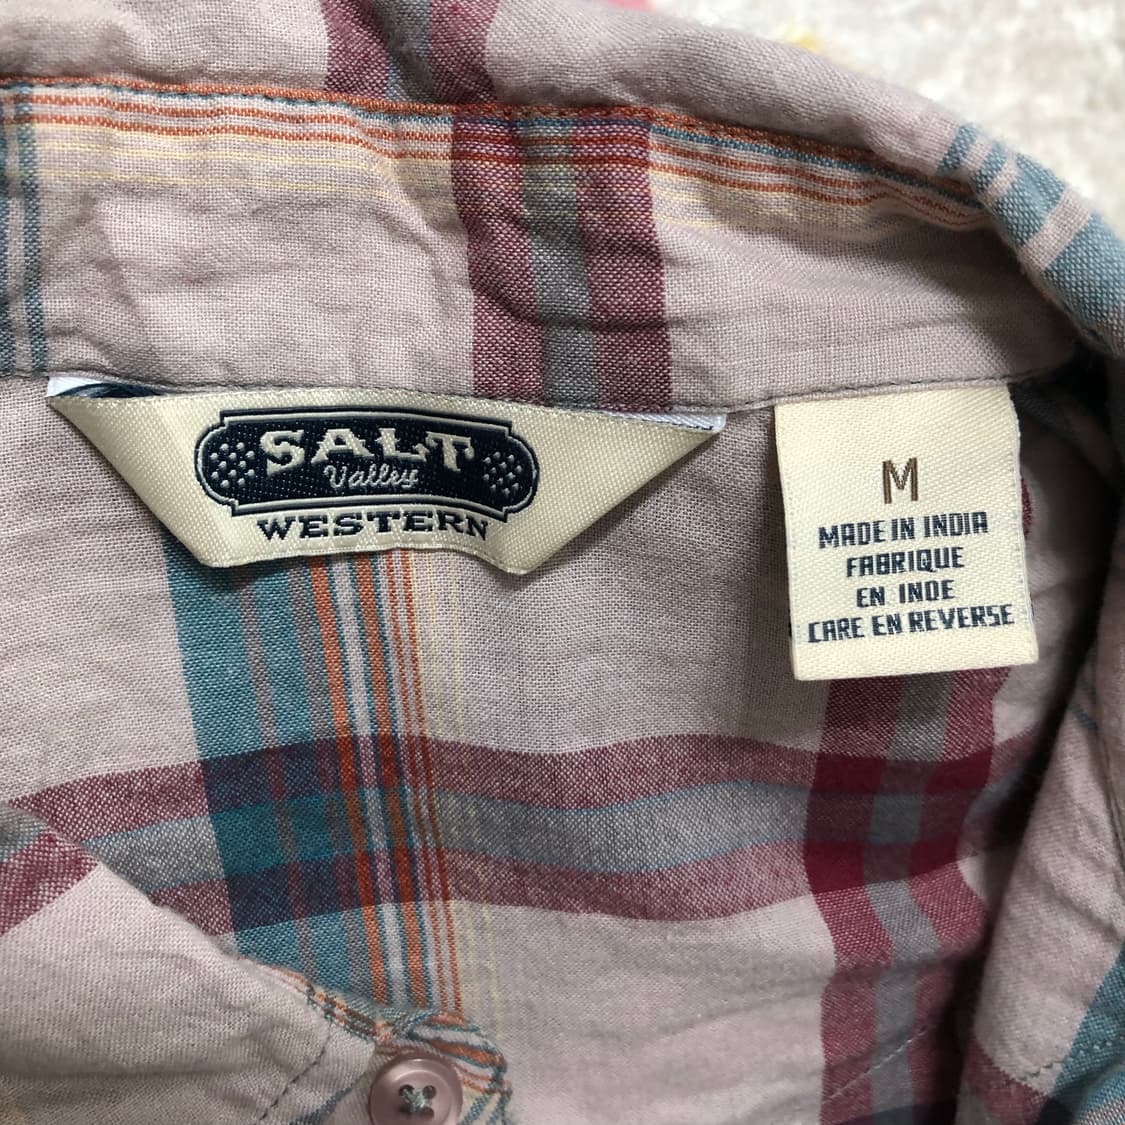 SALT
Valley
WESTERN
M
MADE IN INDIA
FABRIQUE
EN INDE
CARE EN REVERSE